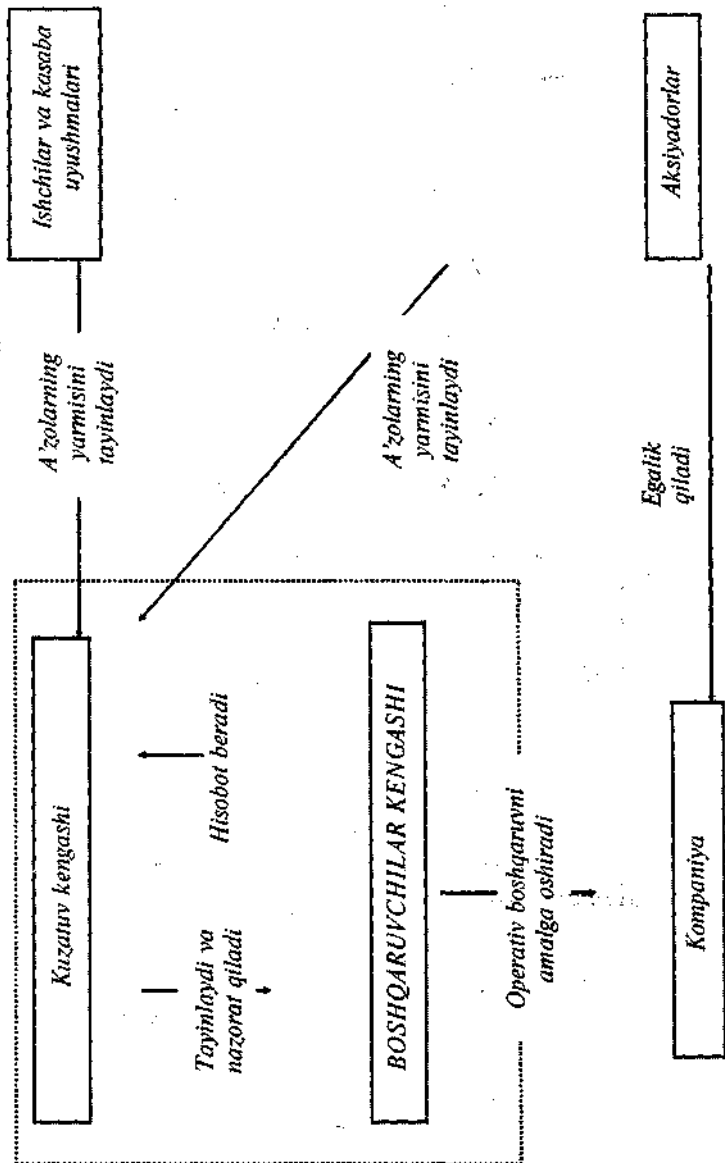 Kuzatuv kengashi
A'zolarning
yarmisini
tayinlaydi
Ishchilar va kasaba
uyushmalari
Tayinlaydi va
nazorat qiladi
Hisobot beradi
A'zolarning
yarmisini
tayinlaydi
BOSHQARUVCHILAR KENGASHI
Operativ boshqaruvni
amalga oshiradi
Kompaniya
Egalik
qiladi
Aksiyadorlar